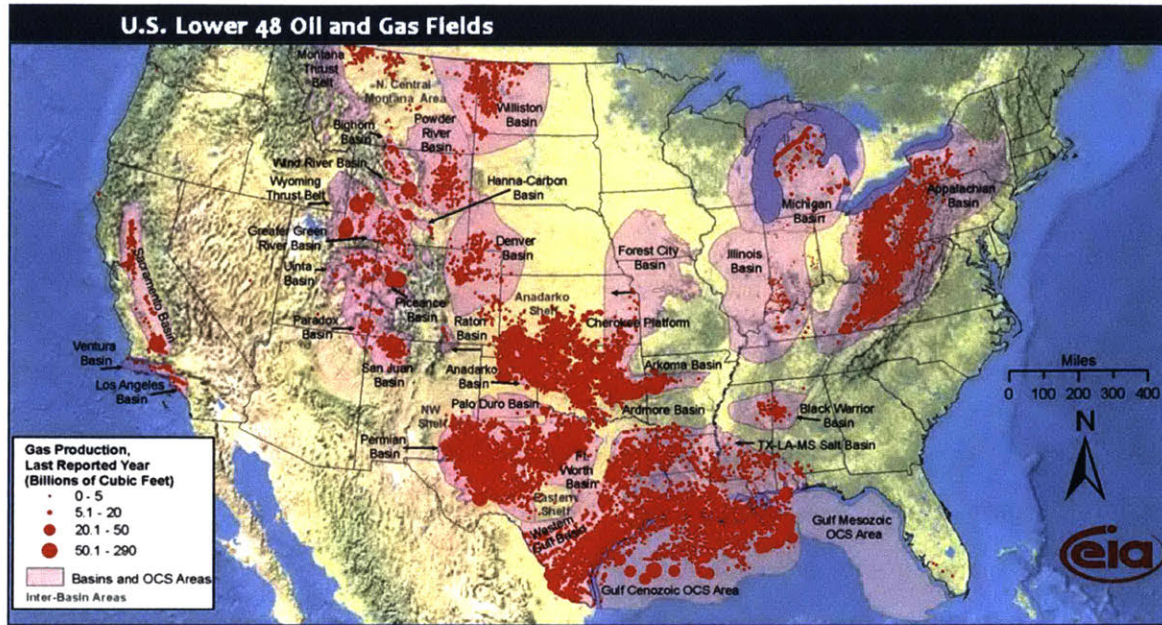 U.S. Lower 48 Oil and Gas Fields
Montana
Thrust
Belt
N. Central
Montana Area
Williston
Basin
Bighorn
Basin
Powder
River
Basin
Wind River Basin
Wyoming
Thrust Belt
Hanna-Carbon
Basin
Greater Green
River Basin
Denver
Basin
Uinta
Basin
Piceance
Basin
Paradox
Basin
San Juan
Basin
Raton
Basin
Sacramento Basin
Ventura
Basin
Los Angeles
Basin
Forest City
Basin
Illinois
Basin
Michigan
Basin
Appalachian
Basin
Anadarko
Shelf
Cherokee Platform
Anadarko
Basin
Arkoma Basin
Palo Duro Basin
Ardmore Basin
Black Warrior
Basin
TX-LA-MS Salt Basin
NW
Shelf
Permian
Basin
Ft.
Worth
Basin
Eastern
Shelf
Western
Gulf Basin
Gulf Cenozoic OCS Area
Gulf Mesozoic
OCS Area
Miles
0 100 200 300 400
N
eia
Gas Production,
Last Reported Year
(Billions of Cubic Feet)
0 - 5
5.1 - 20
20.1 - 50
50.1 - 290
Basins and OCS Areas
Inter-Basin Areas